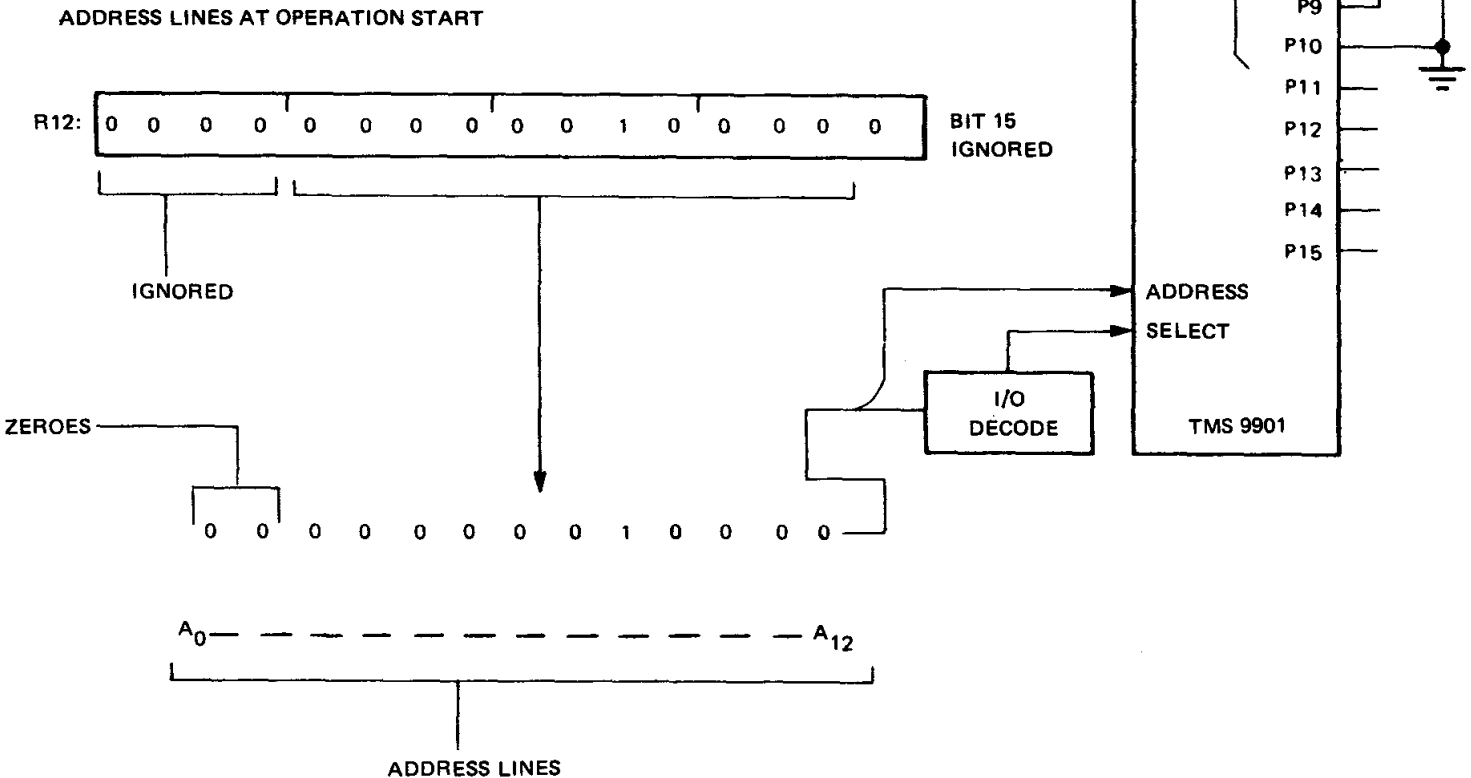 ADDRESS LINES AT OPERATION START
P9
P10
P11
P12
P13
P14
P15
R12: 0 0 0 0 0 0 0 0 0 0 1 0 0 0 0 0
BIT 15
IGNORED
IGNORED
ADDRESS
SELECT
I/O
DECODE
TMS 9901
ZEROES
0 0 0 0 0 0 0 0 1 0 0 0 0
A0 — — — — — — — — — — — — A12
ADDRESS LINES